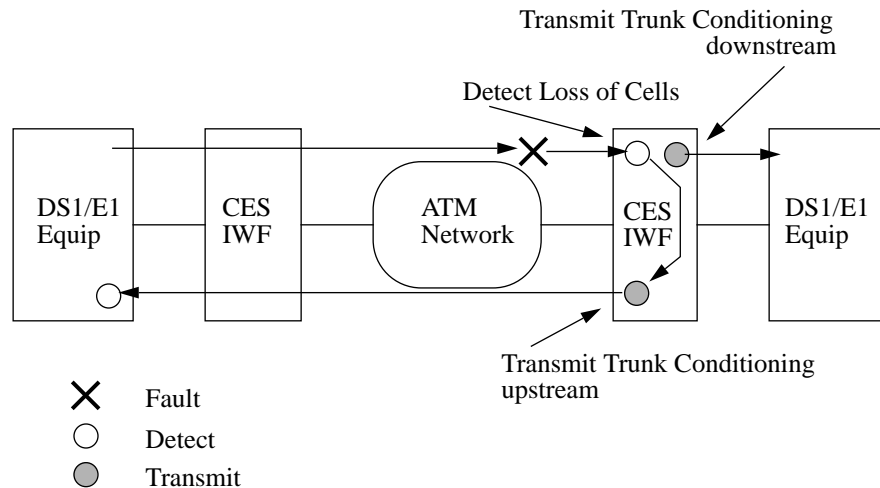 Transmit Trunk Conditioning
downstream
Detect Loss of Cells
DS1/E1
Equip
CES
IWF
ATM
Network
CES
IWF
DS1/E1
Equip
Transmit Trunk Conditioning
upstream
Fault
Detect
Transmit